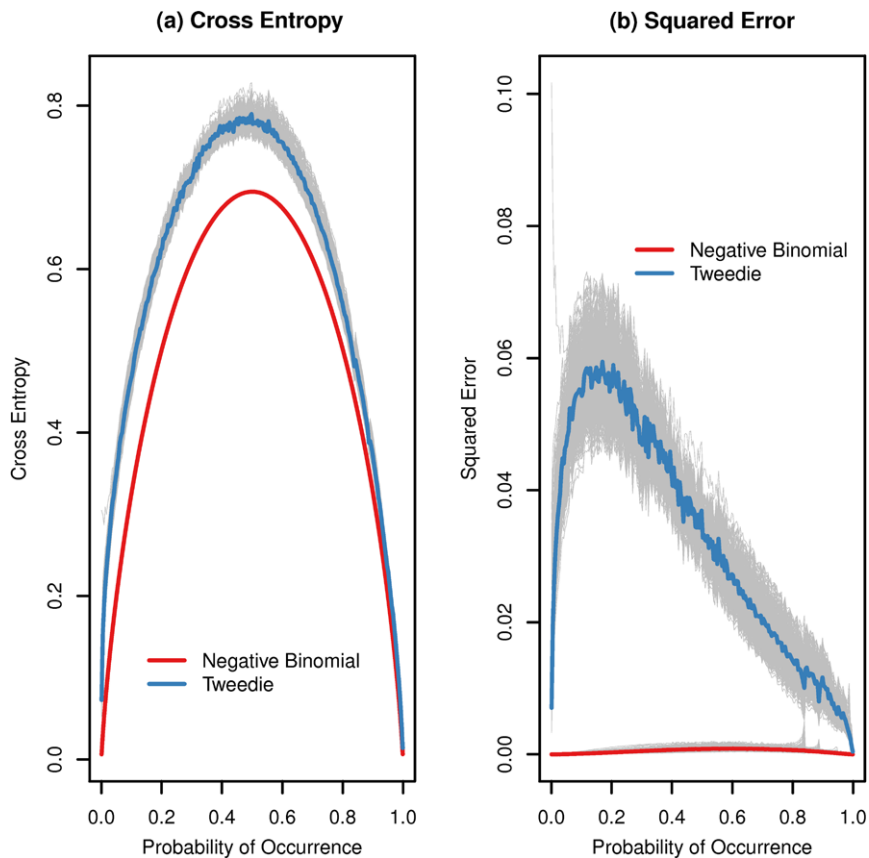 (a) Cross Entropy
Cross Entropy
0.8
0.6
0.4
0.2
0.0
Negative Binomial
Tweedie
0.0 0.2 0.4 0.6 0.8 1.0
Probability of Occurrence
(b) Squared Error
Squared Error
0.10
0.08
0.06
0.04
0.02
0.00
Negative Binomial
Tweedie
0.0 0.2 0.4 0.6 0.8 1.0
Probability of Occurrence